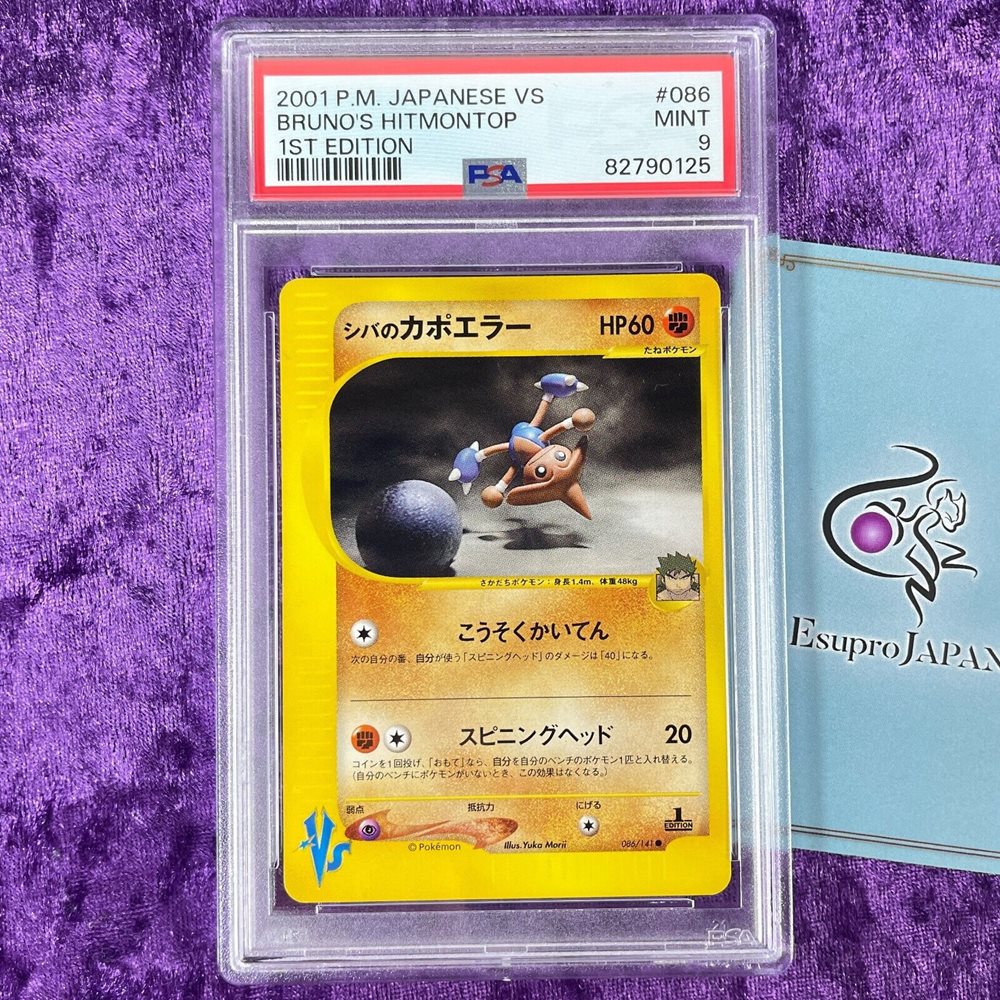 2001 P.M. JAPANESE VS #086
BRUNO'S HITMONTOP MINT
1ST EDITION 9
PSA 82790125
シバのカポエラー HP60
たねポケモン
さかだちポケモン：身長1.4m、体重48kg
こうそくかいてん
次の自分の番、自分が使う「スピニングヘッド」のダメージは「40」になる。
スピニングヘッド 20
コインを1回投げ、「おもて」なら、自分を自分のベンチのポケモン1匹と入れ替える。
（自分のベンチにポケモンがいないとき、この効果はなくなる。）
弱点 抵抗力 にげる
1
EDITION
VS
©Pokémon Illus.Yuka Morii 086/141
PSA
EsuproJAPAN